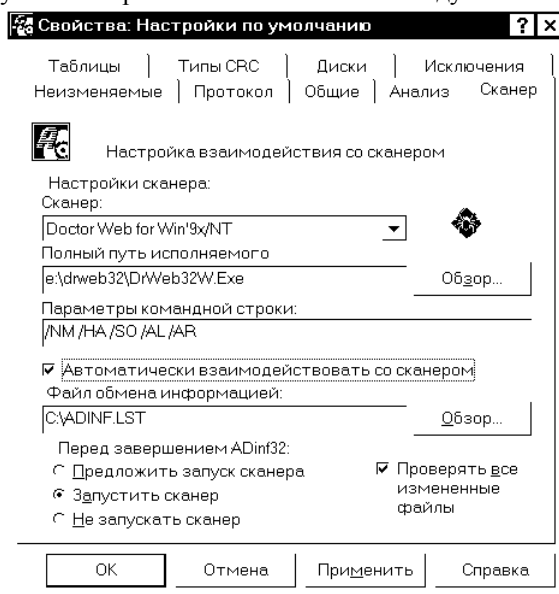 Свойства: Настройки по умолчанию ? ×
Таблицы Типы CRC Диски Исключения
Неизменяемые Протокол Общие Анализ Сканер
Настройка взаимодействия со сканером
Настройки сканера:
Сканер:
Doctor Web for Win'9x/NT
Полный путь исполняемого
e:\drweb32\DrWeb32W.Exe Обзор...
Параметры командной строки:
/NM /HA /SO /AL /AR
Автоматически взаимодействовать со сканером
Файл обмена информацией:
C:\ADINF.LST Обзор...
Перед завершением ADinf32:
Предложить запуск сканера
Запустить сканер
Не запускать сканер
Проверять все
измененные
файлы
OK Отмена Применить Справка